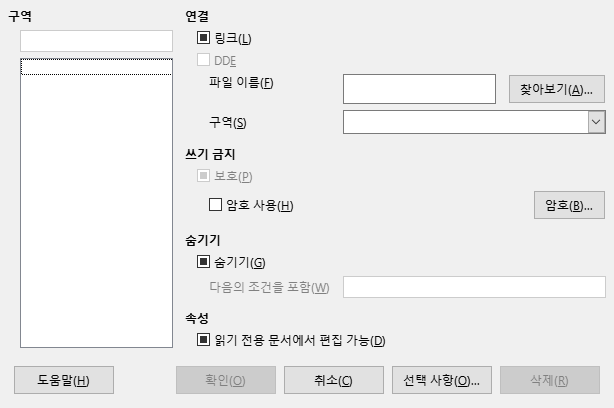 구역
연결
링크(L)
DDE
파일 이름(F)
찾아보기(A)...
구역(S)
쓰기 금지
보호(P)
암호 사용(H)
암호(B)...
숨기기
숨기기(G)
다음의 조건을 포함(W)
속성
읽기 전용 문서에서 편집 가능(D)
도움말(H)
확인(O)
취소(C)
선택 사항(O)...
삭제(R)